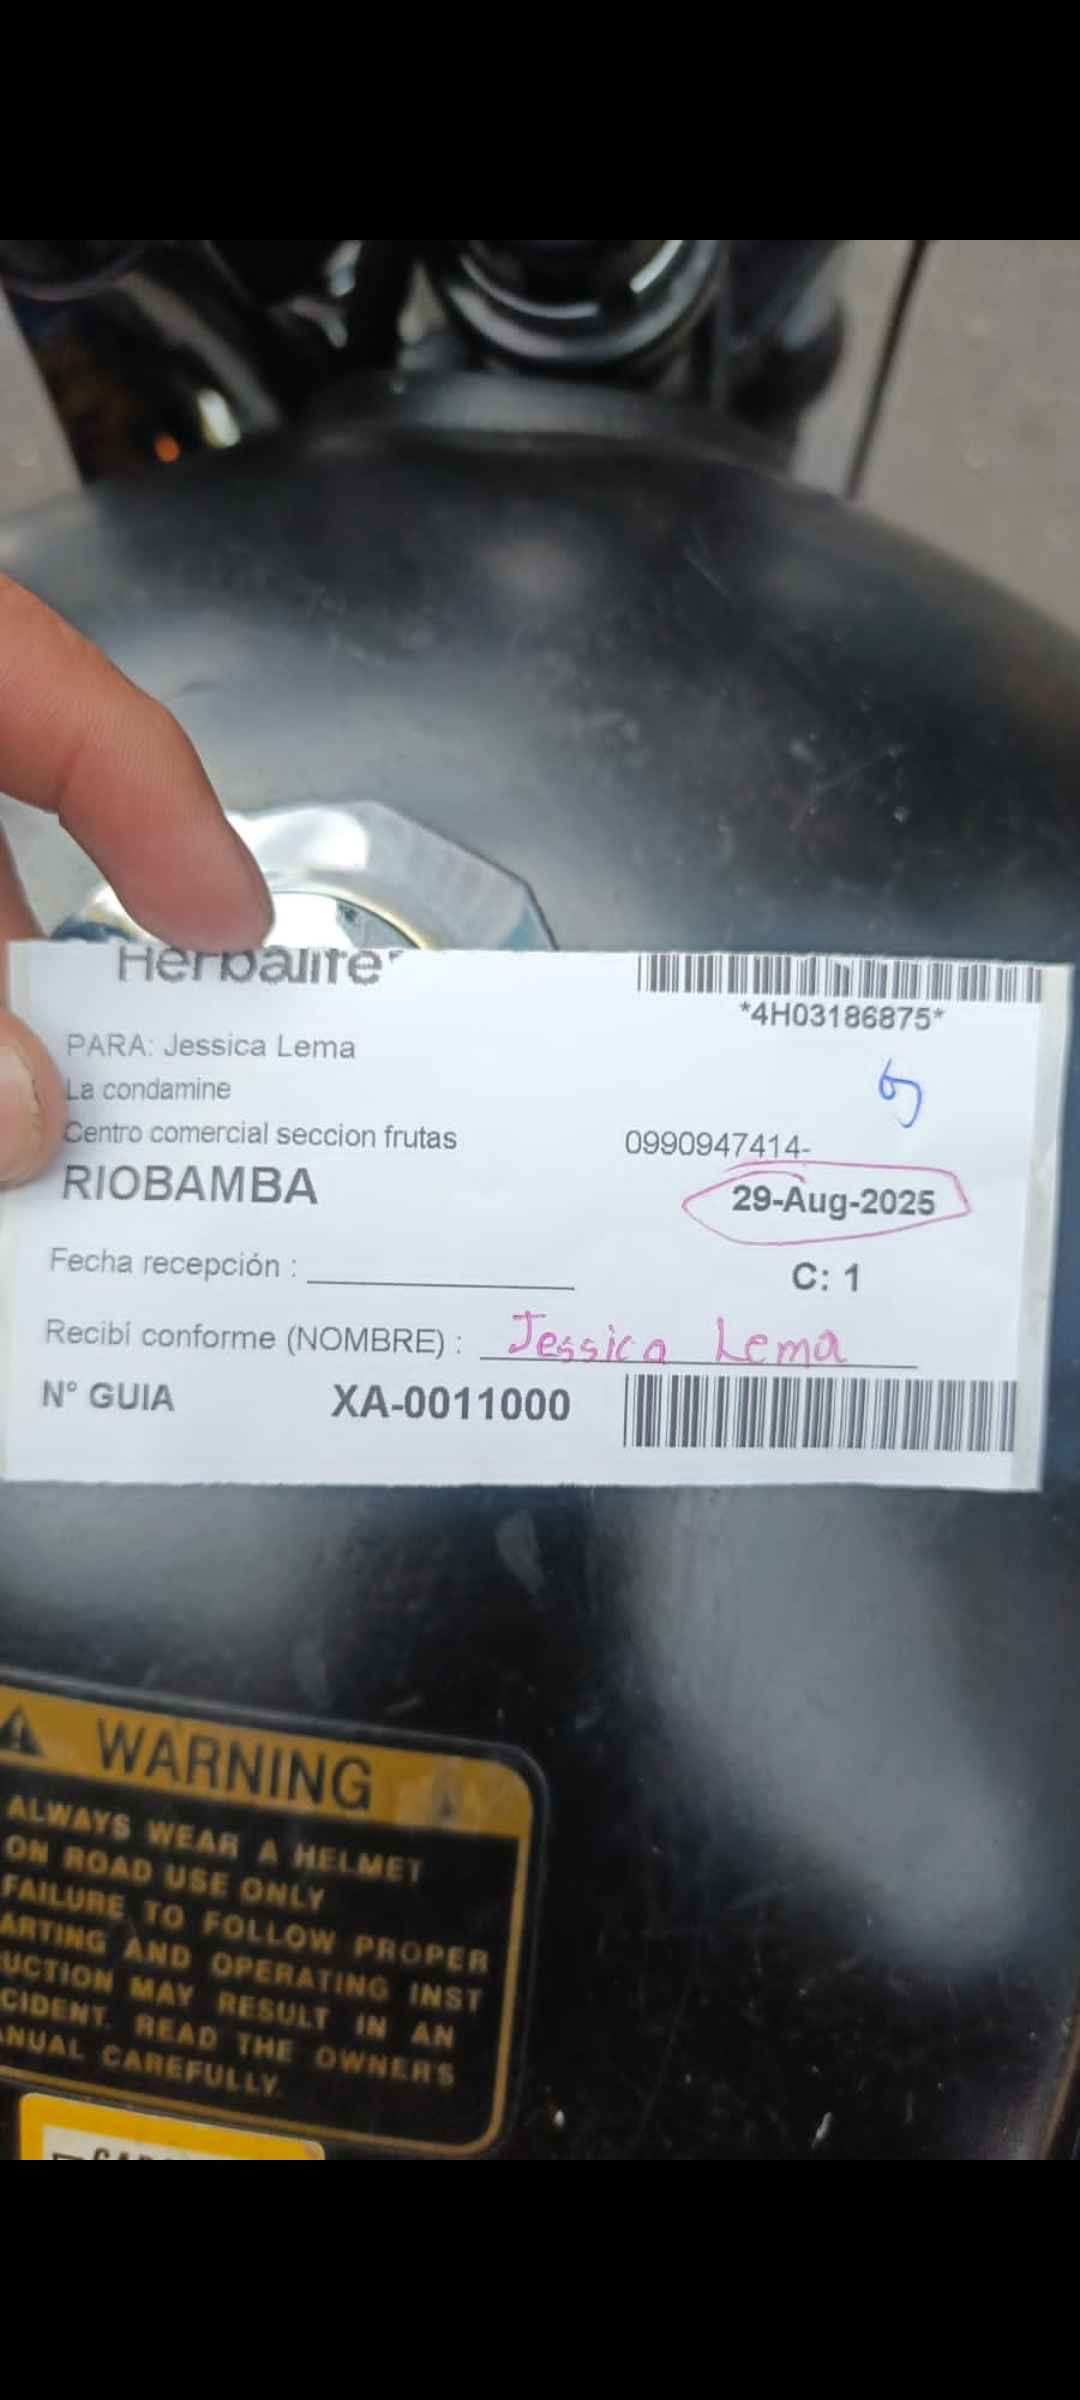 Herbalife
*4H03186875*
PARA: Jessica Lema
La condamine
Centro comercial seccion frutas
0990947414-
RIOBAMBA
29-Aug-2025
Fecha recepción :
C: 1
Recibí conforme (NOMBRE) : Jessica Lema
N° GUIA XA-0011000
WARNING
ALWAYS WEAR A HELMET
ON ROAD USE ONLY
FAILURE TO FOLLOW PROPER
ARTING AND OPERATING INST
UCTION MAY RESULT IN AN
CIDENT. READ THE OWNERS
ANUAL CAREFULLY.